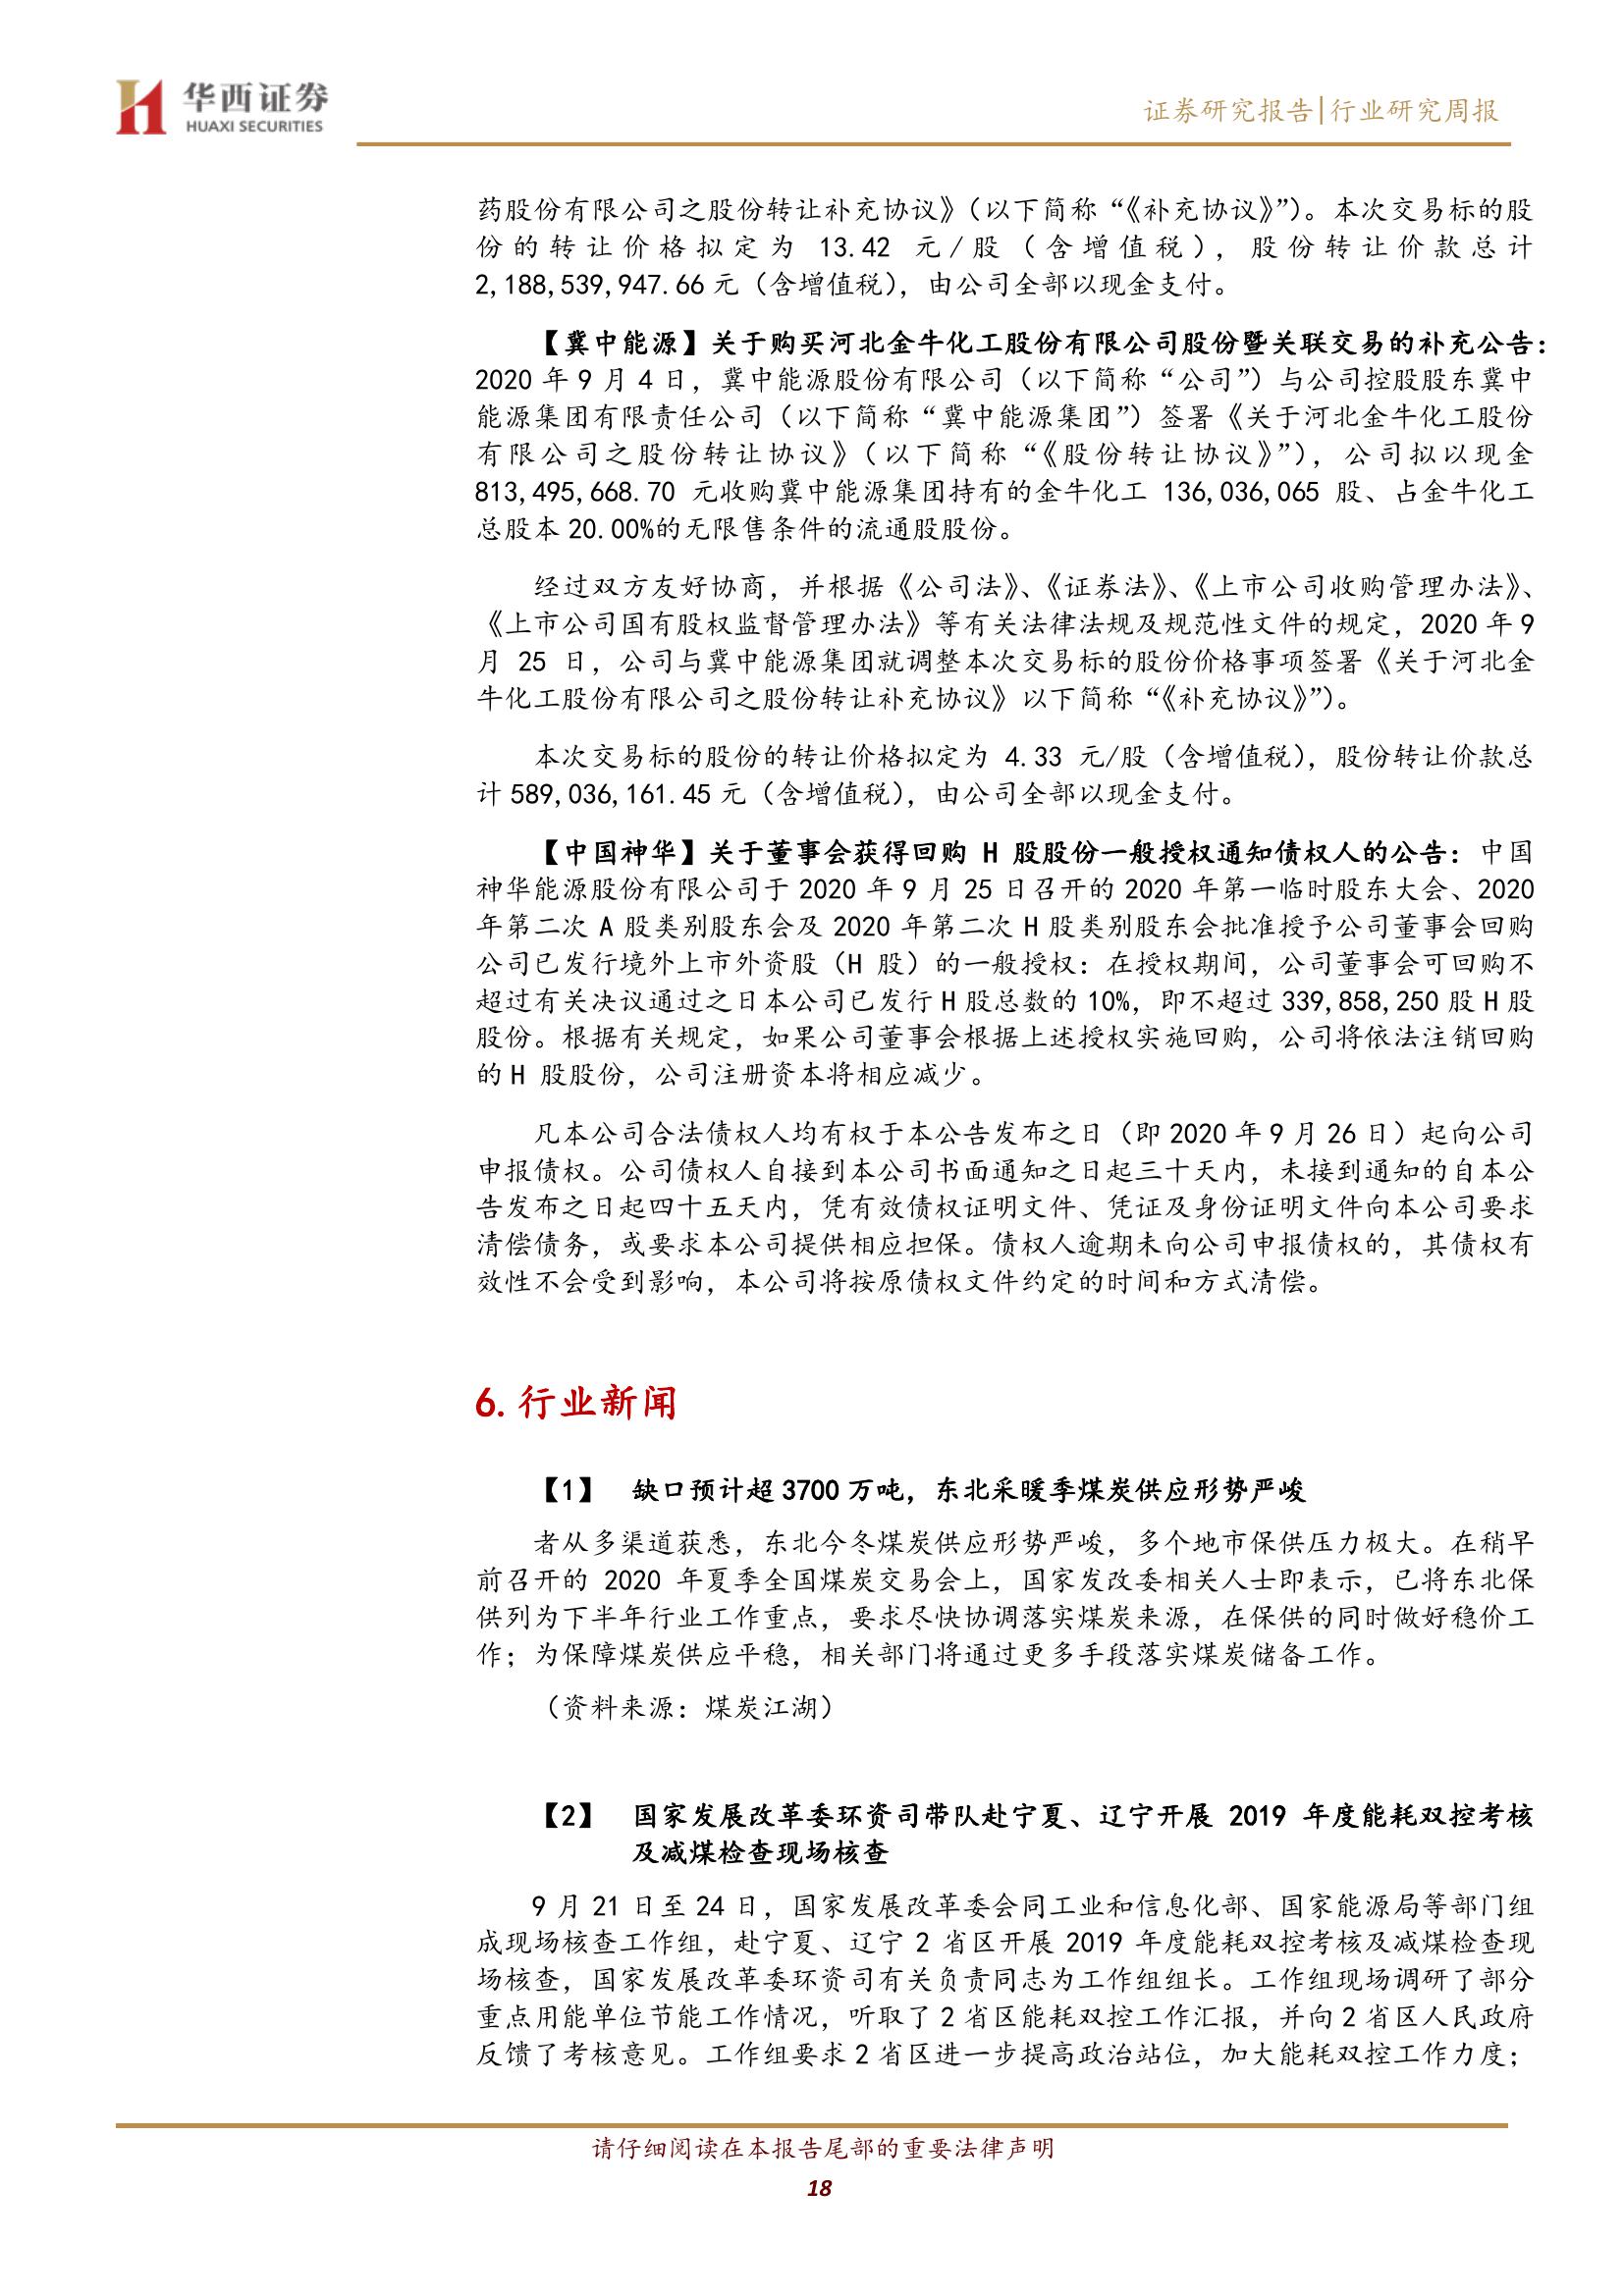 华西证券
HUAXI SECURITIES
证券研究报告|行业研究周报
药股份有限公司之股份转让补充协议》（以下简称“《补充协议》”）。本次交易标的股
份的转让价格拟定为 13.42 元/股（含增值税），股份转让价款总计
2,188,539,947.66 元（含增值税），由公司全部以现金支付。
【冀中能源】关于购买河北金牛化工股份有限公司股份暨关联交易的补充公告：
2020 年 9 月 4 日，冀中能源股份有限公司（以下简称“公司”）与公司控股股东冀中
能源集团有限责任公司（以下简称“冀中能源集团”）签署《关于河北金牛化工股份
有限公司之股份转让协议》（以下简称“《股份转让协议》”），公司拟以现金
813,495,668.70 元收购冀中能源集团持有的金牛化工 136,036,065 股、占金牛化工
总股本 20.00%的无限售条件的流通股股份。
经过双方友好协商，并根据《公司法》、《证券法》、《上市公司收购管理办法》、
《上市公司国有股权监督管理办法》等有关法律法规及规范性文件的规定，2020 年 9
月 25 日，公司与冀中能源集团就调整本次交易标的股份价格事项签署《关于河北金
牛化工股份有限公司之股份转让补充协议》以下简称“《补充协议》”）。
本次交易标的股份的转让价格拟定为 4.33 元/股（含增值税），股份转让价款总
计 589,036,161.45 元（含增值税），由公司全部以现金支付。
【中国神华】关于董事会获得回购 H 股股份一般授权通知债权人的公告：中国
神华能源股份有限公司于 2020 年 9 月 25 日召开的 2020 年第一临时股东大会、2020
年第二次 A 股类别股东会及 2020 年第二次 H 股类别股东会批准授予公司董事会回购
公司已发行境外上市外资股（H 股）的一般授权：在授权期间，公司董事会可回购不
超过有关决议通过之日本公司已发行 H 股总数的 10%，即不超过 339,858,250 股 H 股
股份。根据有关规定，如果公司董事会根据上述授权实施回购，公司将依法注销回购
的 H 股股份，公司注册资本将相应减少。
凡本公司合法债权人均有权于本公告发布之日（即 2020 年 9 月 26 日）起向公司
申报债权。公司债权人自接到本公司书面通知之日起三十天内，未接到通知的自本公
告发布之日起四十五天内，凭有效债权证明文件、凭证及身份证明文件向本公司要求
清偿债务，或要求本公司提供相应担保。债权人逾期未向公司申报债权的，其债权有
效性不会受到影响，本公司将按原债权文件约定的时间和方式清偿。
6. 行业新闻
【1】 缺口预计超 3700 万吨，东北采暖季煤炭供应形势严峻
者从多渠道获悉，东北今冬煤炭供应形势严峻，多个地市保供压力极大。在稍早
前召开的 2020 年夏季全国煤炭交易会上，国家发改委相关人士即表示，已将东北保
供列为下半年行业工作重点，要求尽快协调落实煤炭来源，在保供的同时做好稳价工
作；为保障煤炭供应平稳，相关部门将通过更多手段落实煤炭储备工作。
（资料来源：煤炭江湖）
【2】 国家发展改革委环资司带队赴宁夏、辽宁开展 2019 年度能耗双控考核
及减煤检查现场核查
9 月 21 日至 24 日，国家发展改革委会同工业和信息化部、国家能源局等部门组
成现场核查工作组，赴宁夏、辽宁 2 省区开展 2019 年度能耗双控考核及减煤检查现
场核查，国家发展改革委环资司有关负责同志为工作组组长。工作组现场调研了部分
重点用能单位节能工作情况，听取了 2 省区能耗双控工作汇报，并向 2 省区人民政府
反馈了考核意见。工作组要求 2 省区进一步提高政治站位，加大能耗双控工作力度；
请仔细阅读在本报告尾部的重要法律声明
18